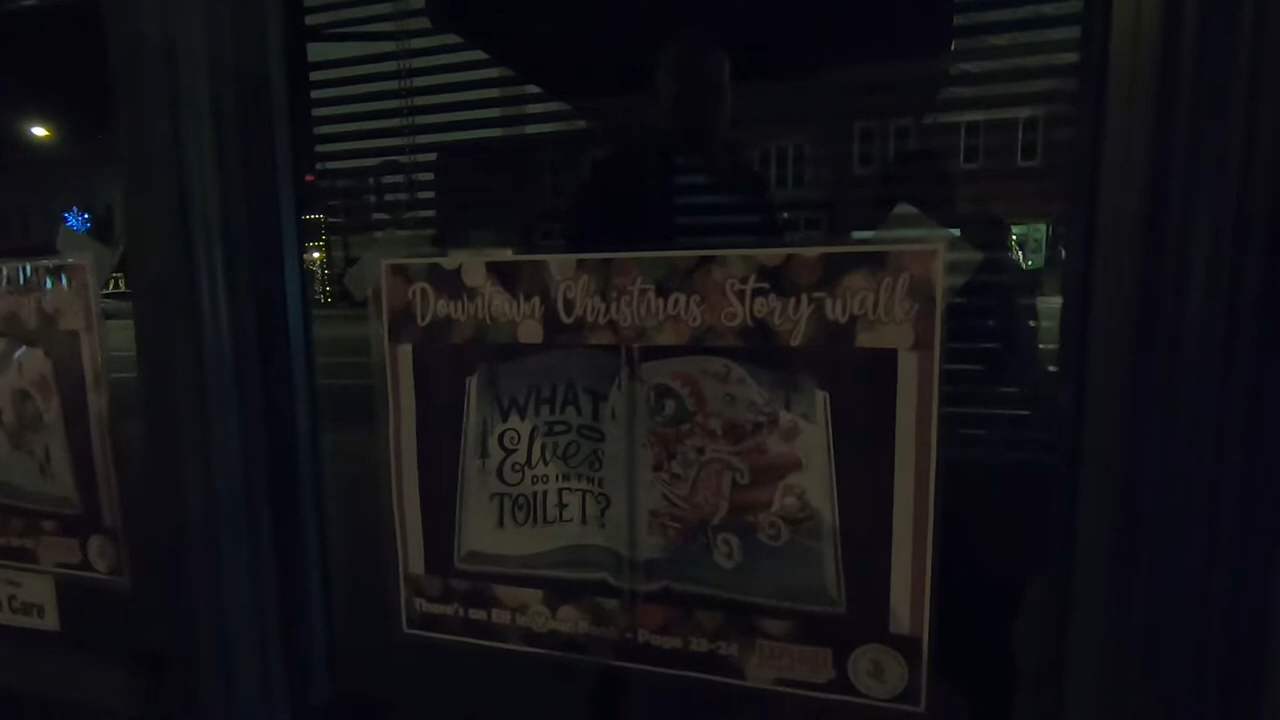 Downtown Christmas Story-walk
WHAT
DO
Elves
DO IN THE
TOILET?
There's an Elf in Your Book - Page 23-24
Care